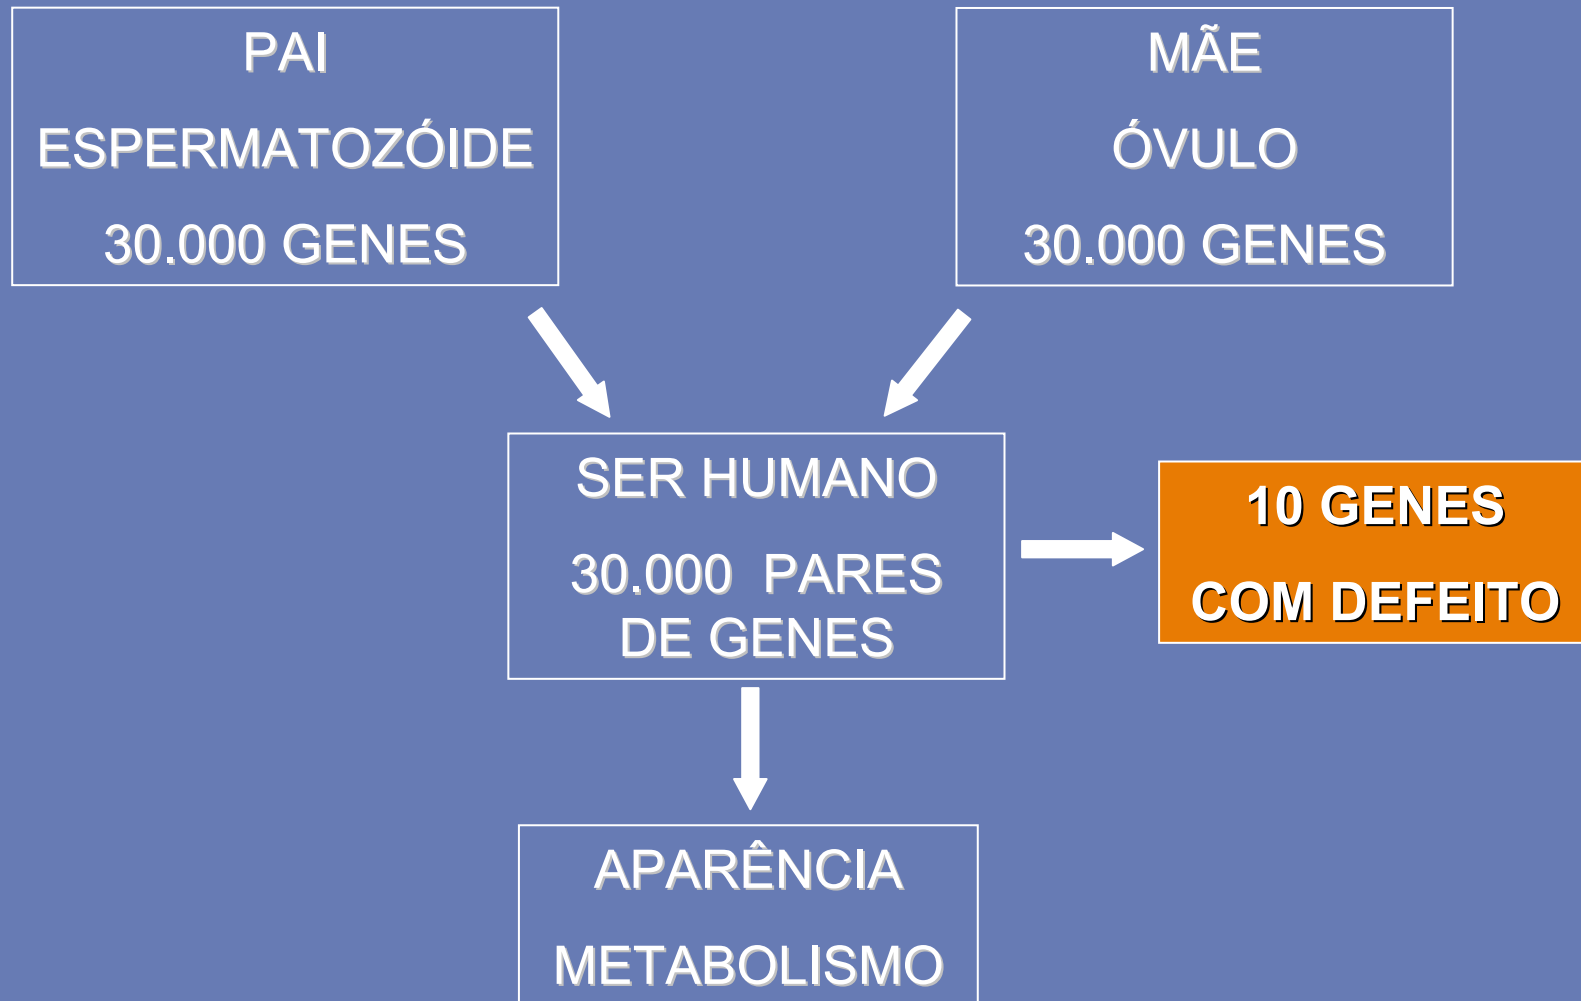 PAI
ESPERMATOZÓIDE
30.000 GENES
MÃE
ÓVULO
30.000 GENES
SER HUMANO
30.000 PARES
DE GENES
10 GENES
COM DEFEITO
APARÊNCIA
METABOLISMO